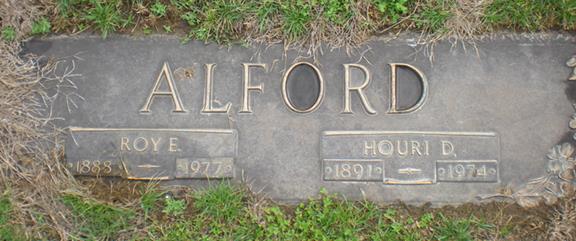 ALFORD
ROY E.
1888 – 1977
HOURI D.
1891 – 1974